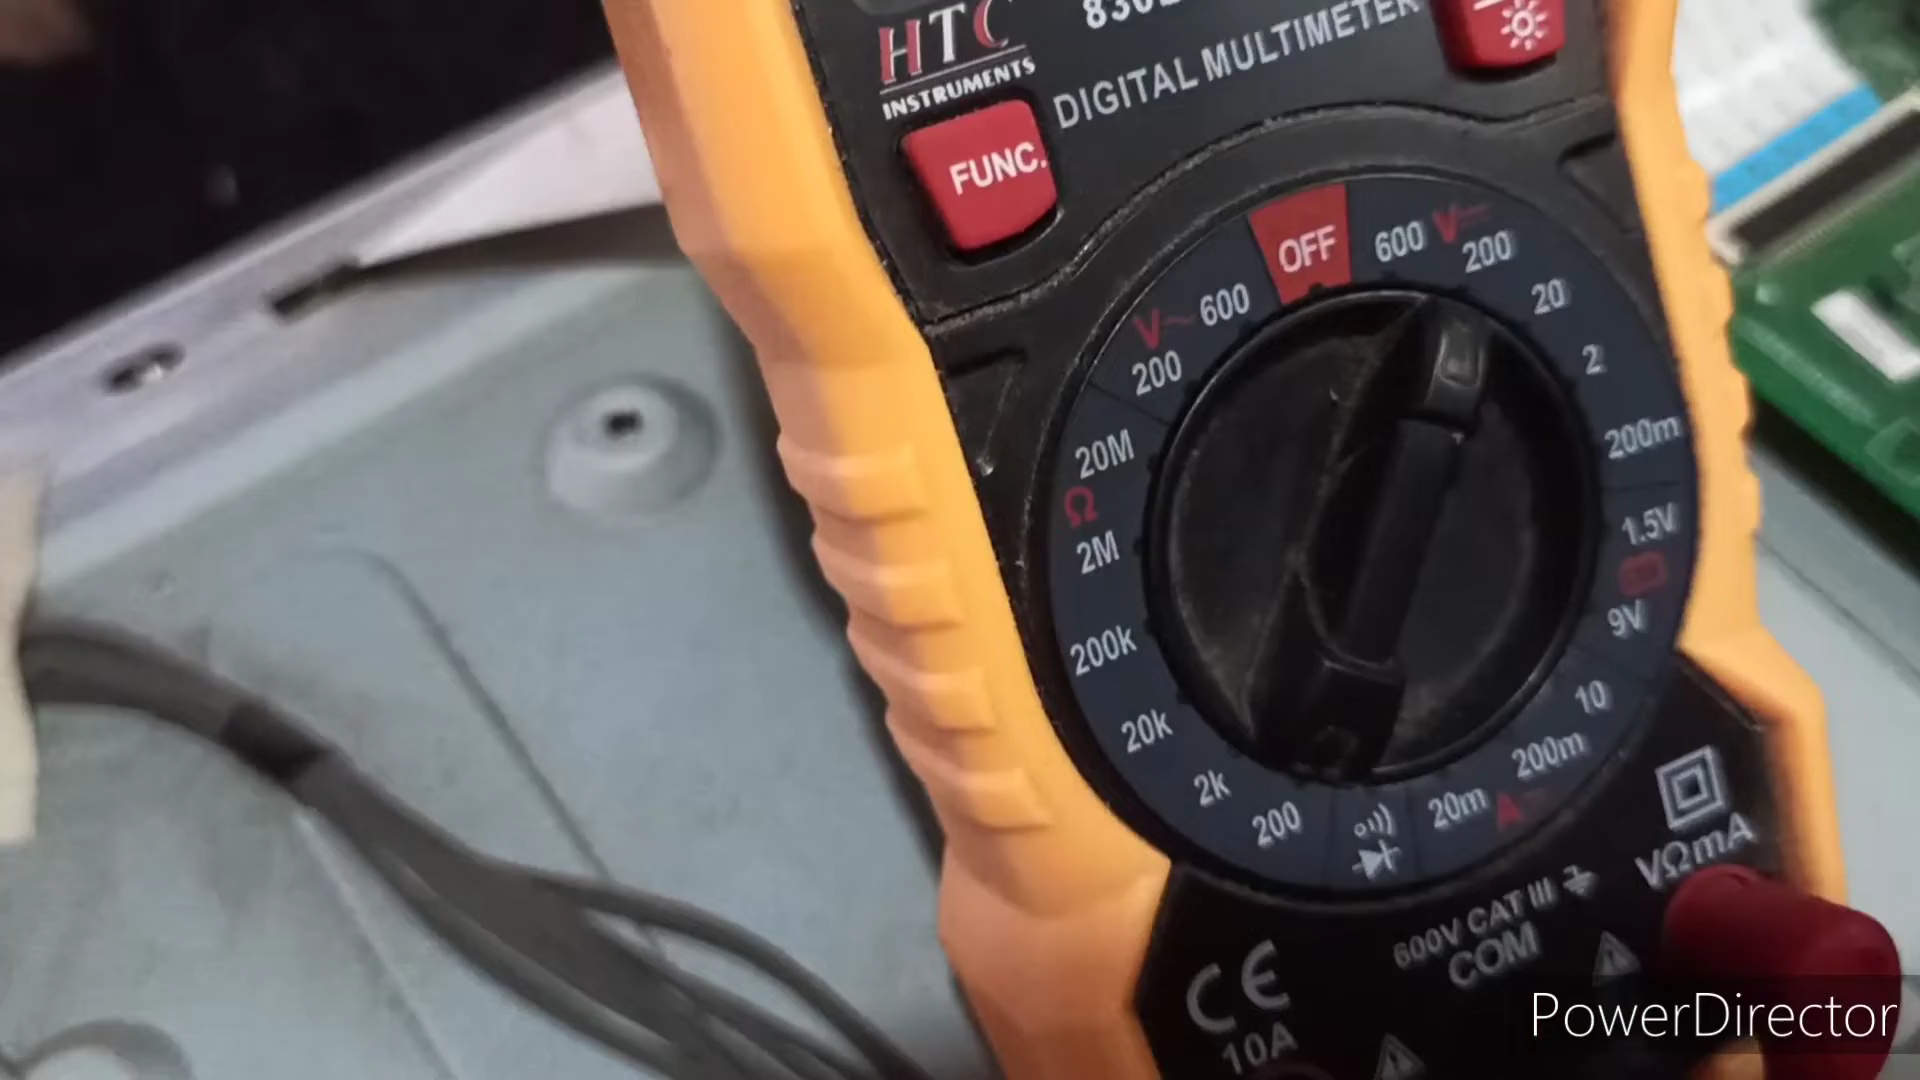 HTC
INSTRUMENTS
DIGITAL MULTIMETER
FUNC.
OFF
600
V
200
20
2
200m
1.5V
9V
10
200m
20m
A
200
2k
20k
200k
2M
Ω
20M
200
V~
600
VΩmA
600V CAT III
COM
CE
10A
PowerDirector